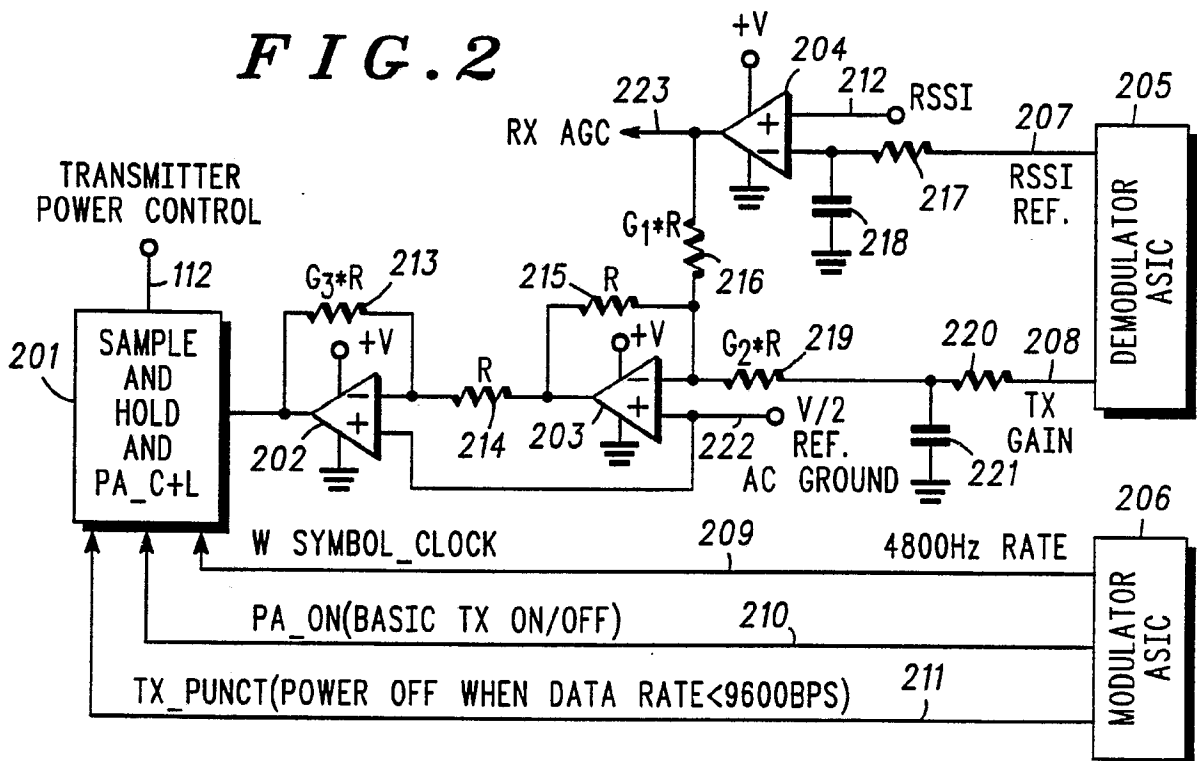 FIG.2
+V
204
212
RSSI
223
RX AGC
+
−
205
207
RSSI
REF.
217
218
DEMODULATOR
ASIC
TRANSMITTER
POWER CONTROL
112
G1*R
216
G3*R
213
215
R
201
SAMPLE
AND
HOLD
AND
PA_C+L
+V
−
+
202
R
214
+V
−
+
203
G2*R
219
220
208
TX
GAIN
222
V/2
REF.
AC GROUND
221
206
W SYMBOL_CLOCK
209
4800Hz RATE
PA_ON(BASIC TX ON/OFF)
210
TX_PUNCT(POWER OFF WHEN DATA RATE<9600BPS)
211
MODULATOR
ASIC